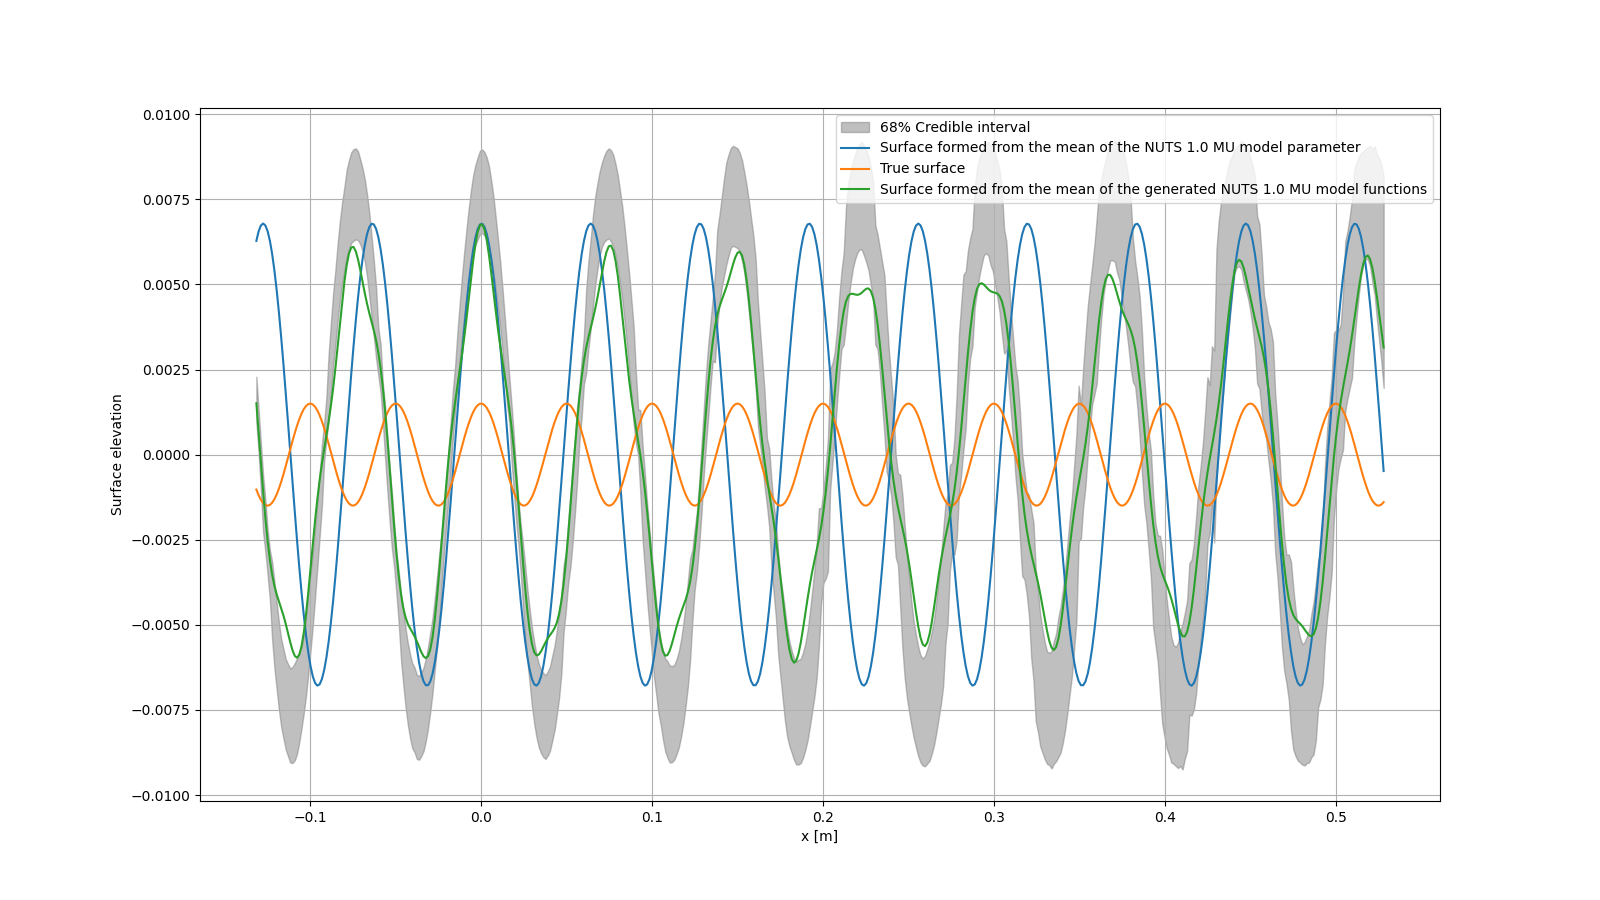 0.0100
0.0075
0.0050
0.0025
0.0000
−0.0025
−0.0050
−0.0075
−0.0100
Surface elevation
68% Credible interval
Surface formed from the mean of the NUTS 1.0 MU model parameter
True surface
Surface formed from the mean of the generated NUTS 1.0 MU model functions
−0.1 0.0 0.1 0.2 0.3 0.4 0.5
x [m]